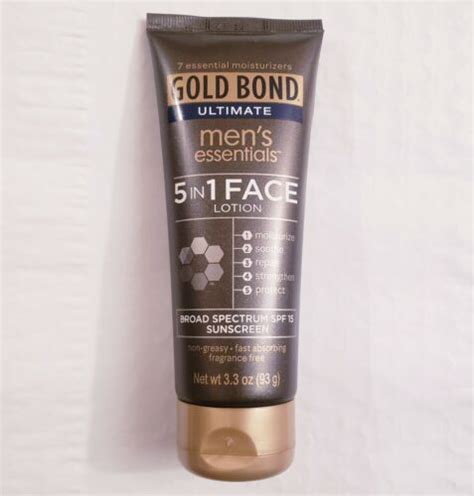 7 essential moisturizers
GOLD BOND
ULTIMATE
men's
essentials™
5 IN 1 FACE
LOTION
1 moisturize
2 soothe
3 repair
4 strengthen
5 protect
BROAD SPECTRUM SPF 15
SUNSCREEN
non-greasy • fast absorbing
fragrance free
Net wt 3.3 oz (93 g)